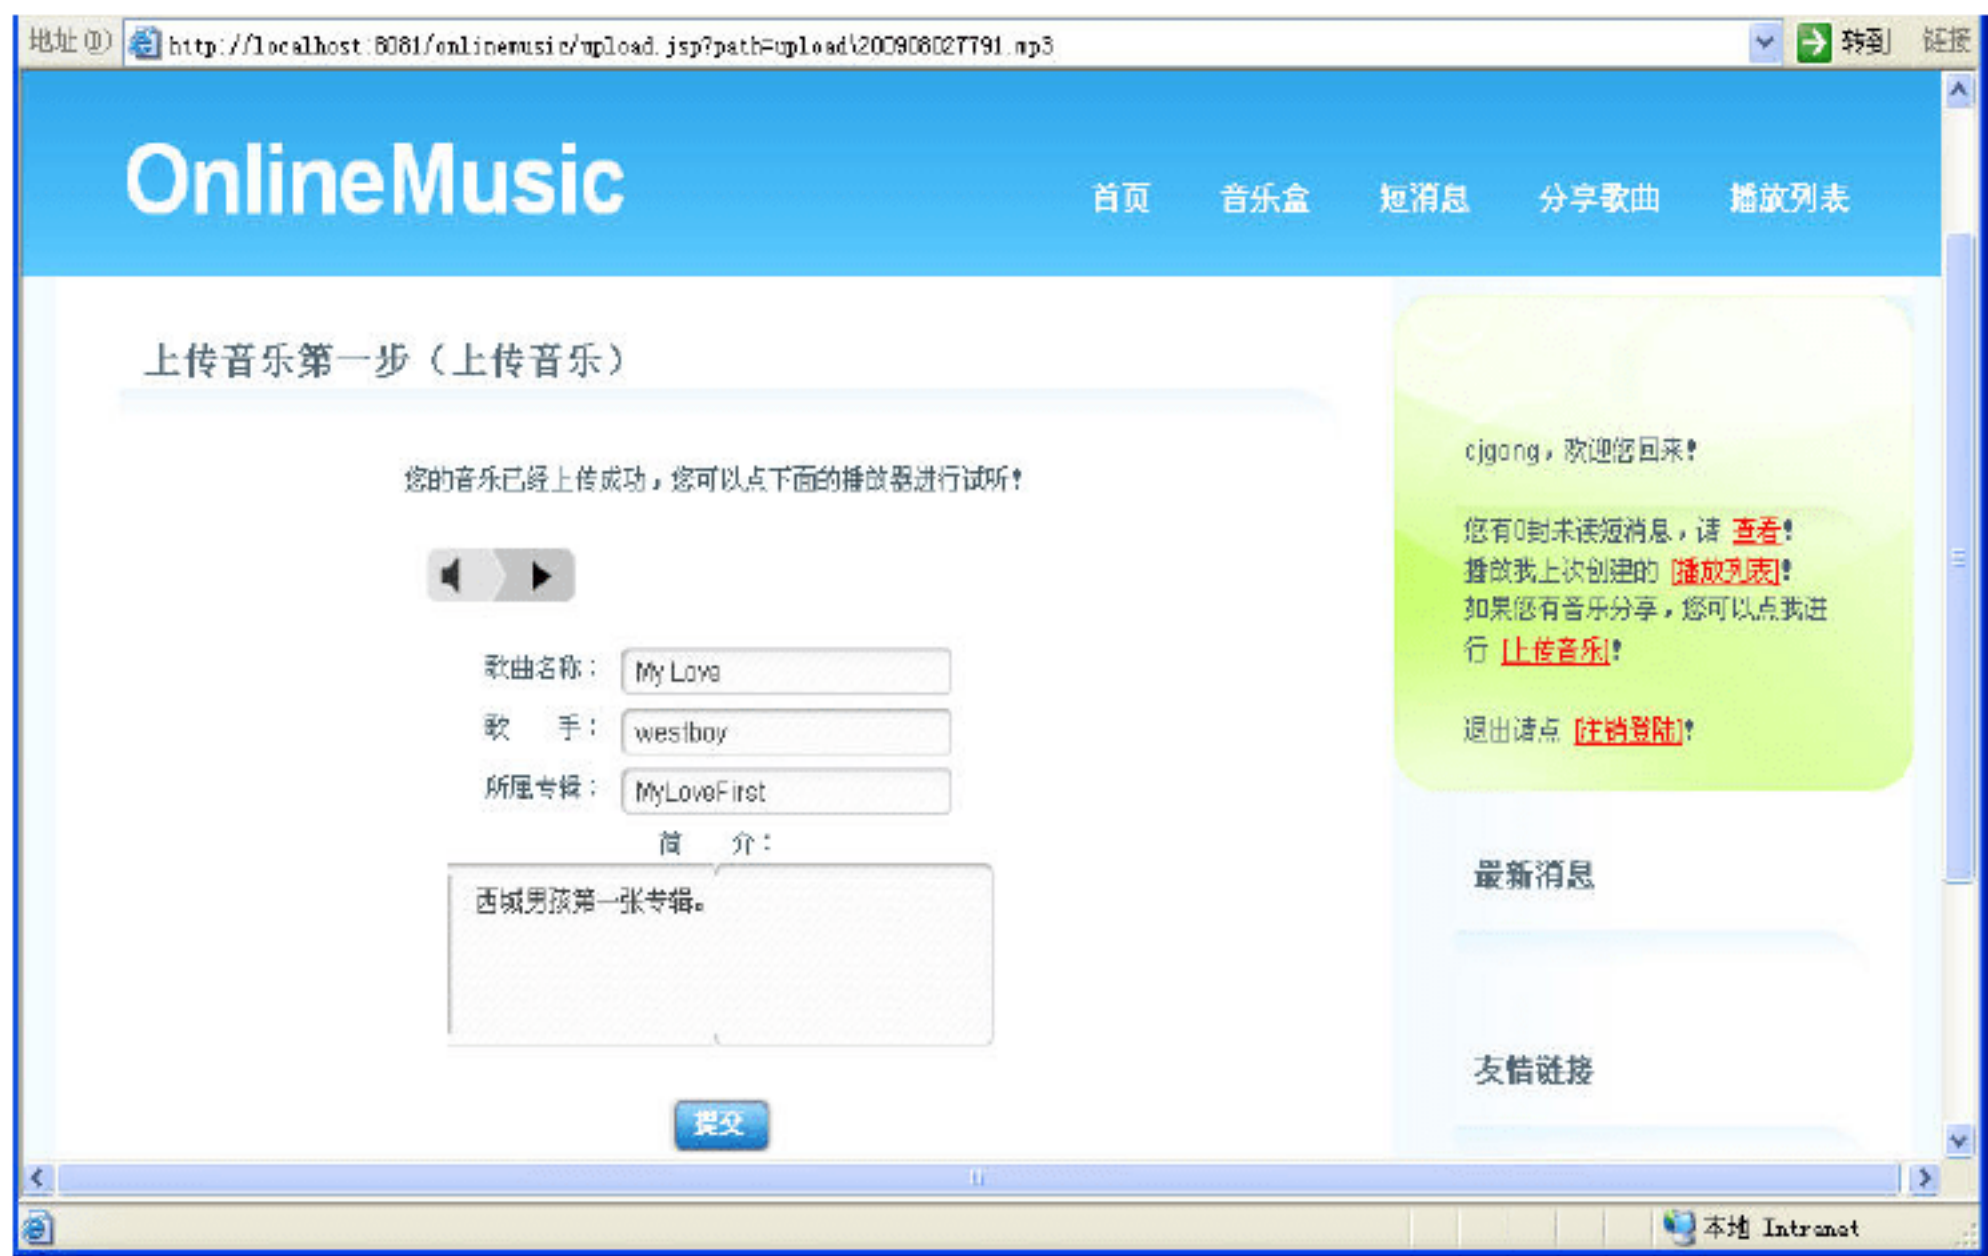 地址(D) http://localhost:8081/onlinemusic/upload.jsp?path=upload\200908027791.mp3 转到 链接
OnlineMusic
首页 音乐盒 短消息 分享歌曲 播放列表
上传音乐第一步（上传音乐）
您的音乐已经上传成功，您可以点下面的播放器进行试听！
歌曲名称： My Love
歌 手： westboy
所属专辑： MyLoveFirst
简 介：
西城男孩第一张专辑。
提交
cjgong，欢迎您回来！
您有0封未读短消息，请 查看！
播放我上次创建的 [播放列表]！
如果您有音乐分享，您可以点我进
行 [上传音乐]！
退出请点 [注销登陆]！
最新消息
友情链接
本地 Intranet